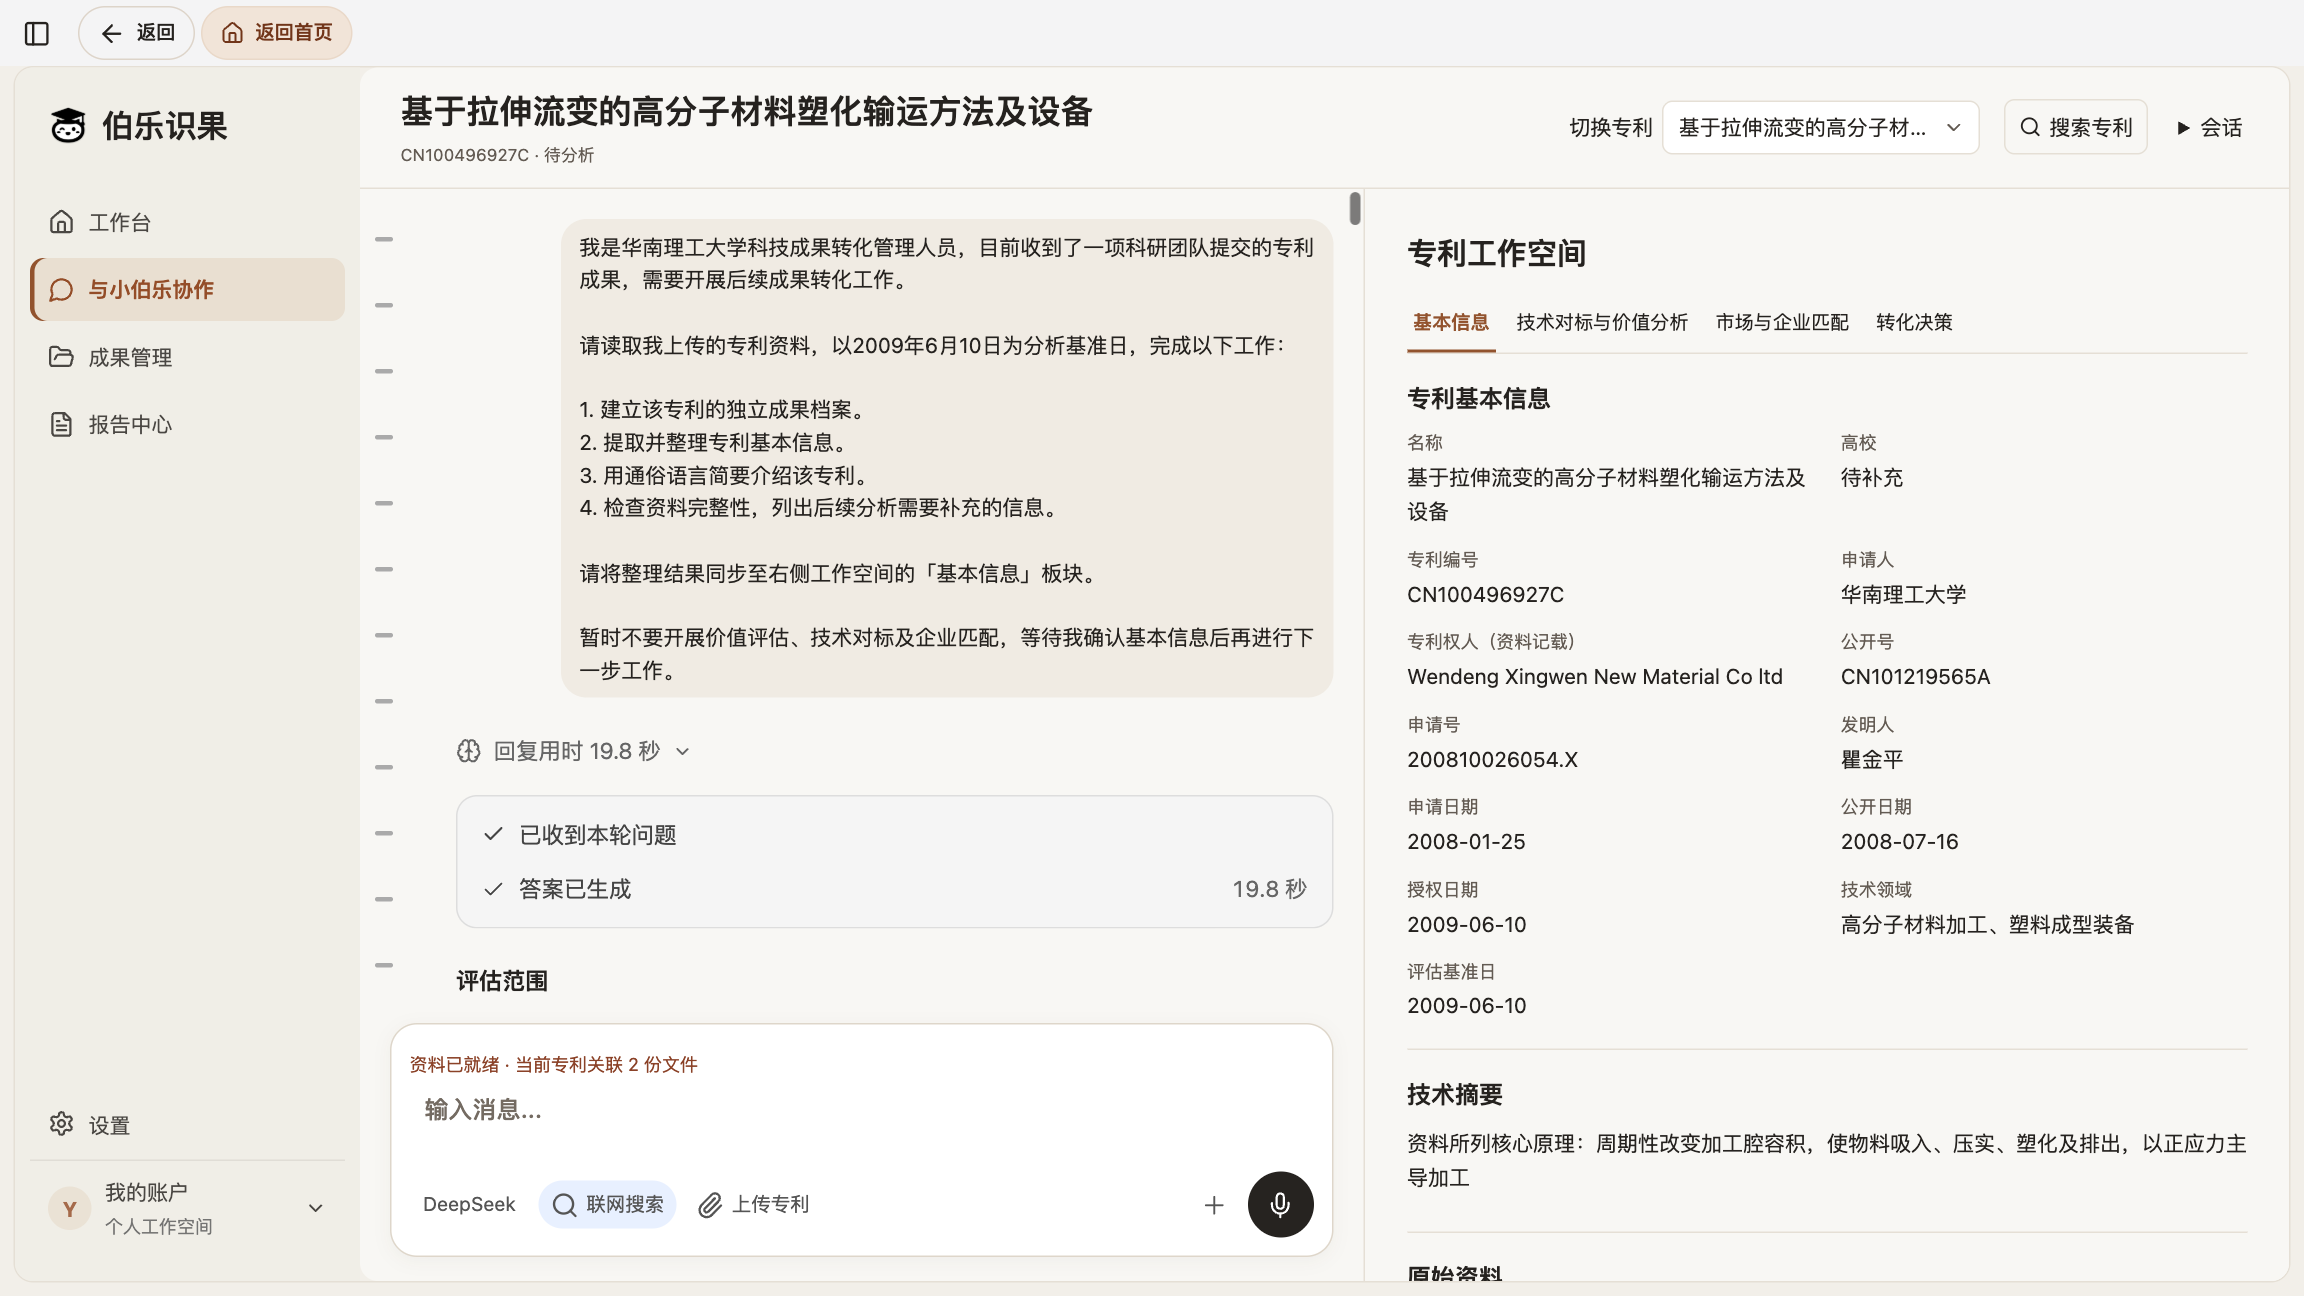 返回
返回首页
伯乐识果
工作台
与小伯乐协作
成果管理
报告中心
设置
Y
我的账户
个人工作空间
基于拉伸流变的高分子材料塑化输运方法及设备
CN100496927C · 待分析
切换专利
基于拉伸流变的高分子材...
搜索专利
会话
我是华南理工大学科技成果转化管理人员，目前收到了一项科研团队提交的专利
成果，需要开展后续成果转化工作。
请读取我上传的专利资料，以2009年6月10日为分析基准日，完成以下工作：
1. 建立该专利的独立成果档案。
2. 提取并整理专利基本信息。
3. 用通俗语言简要介绍该专利。
4. 检查资料完整性，列出后续分析需要补充的信息。
请将整理结果同步至右侧工作空间的「基本信息」板块。
暂时不要开展价值评估、技术对标及企业匹配，等待我确认基本信息后再进行下
一步工作。
回复用时 19.8 秒
已收到本轮问题
答案已生成
19.8 秒
评估范围
资料已就绪 · 当前专利关联 2 份文件
输入消息...
DeepSeek
联网搜索
上传专利
专利工作空间
基本信息
技术对标与价值分析
市场与企业匹配
转化决策
专利基本信息
名称
基于拉伸流变的高分子材料塑化输运方法及
设备
高校
待补充
专利编号
CN100496927C
申请人
华南理工大学
专利权人（资料记载）
Wendeng Xingwen New Material Co ltd
公开号
CN101219565A
申请号
200810026054.X
发明人
瞿金平
申请日期
2008-01-25
公开日期
2008-07-16
授权日期
2009-06-10
技术领域
高分子材料加工、塑料成型装备
评估基准日
2009-06-10
技术摘要
资料所列核心原理：周期性改变加工腔容积，使物料吸入、压实、塑化及排出，以正应力主
导加工
原始资料